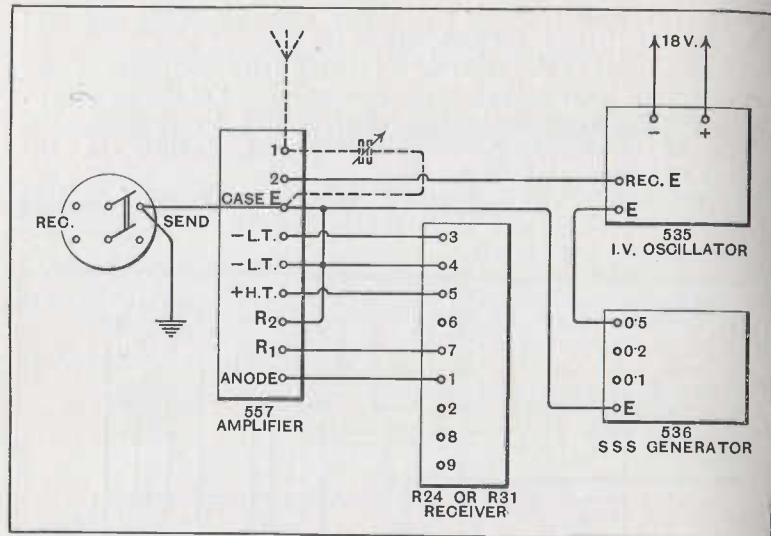 18 V.
- +
1
2
CASE E
- L.T.
- L.T.
+ H.T.
R2
R1
ANODE
557
AMPLIFIER
REC.
SEND
3
4
5
6
7
1
2
8
9
R24 OR R31
RECEIVER
REC. E
E
535
I.V. OSCILLATOR
0·5
0·2
0·1
E
536
SSS GENERATOR